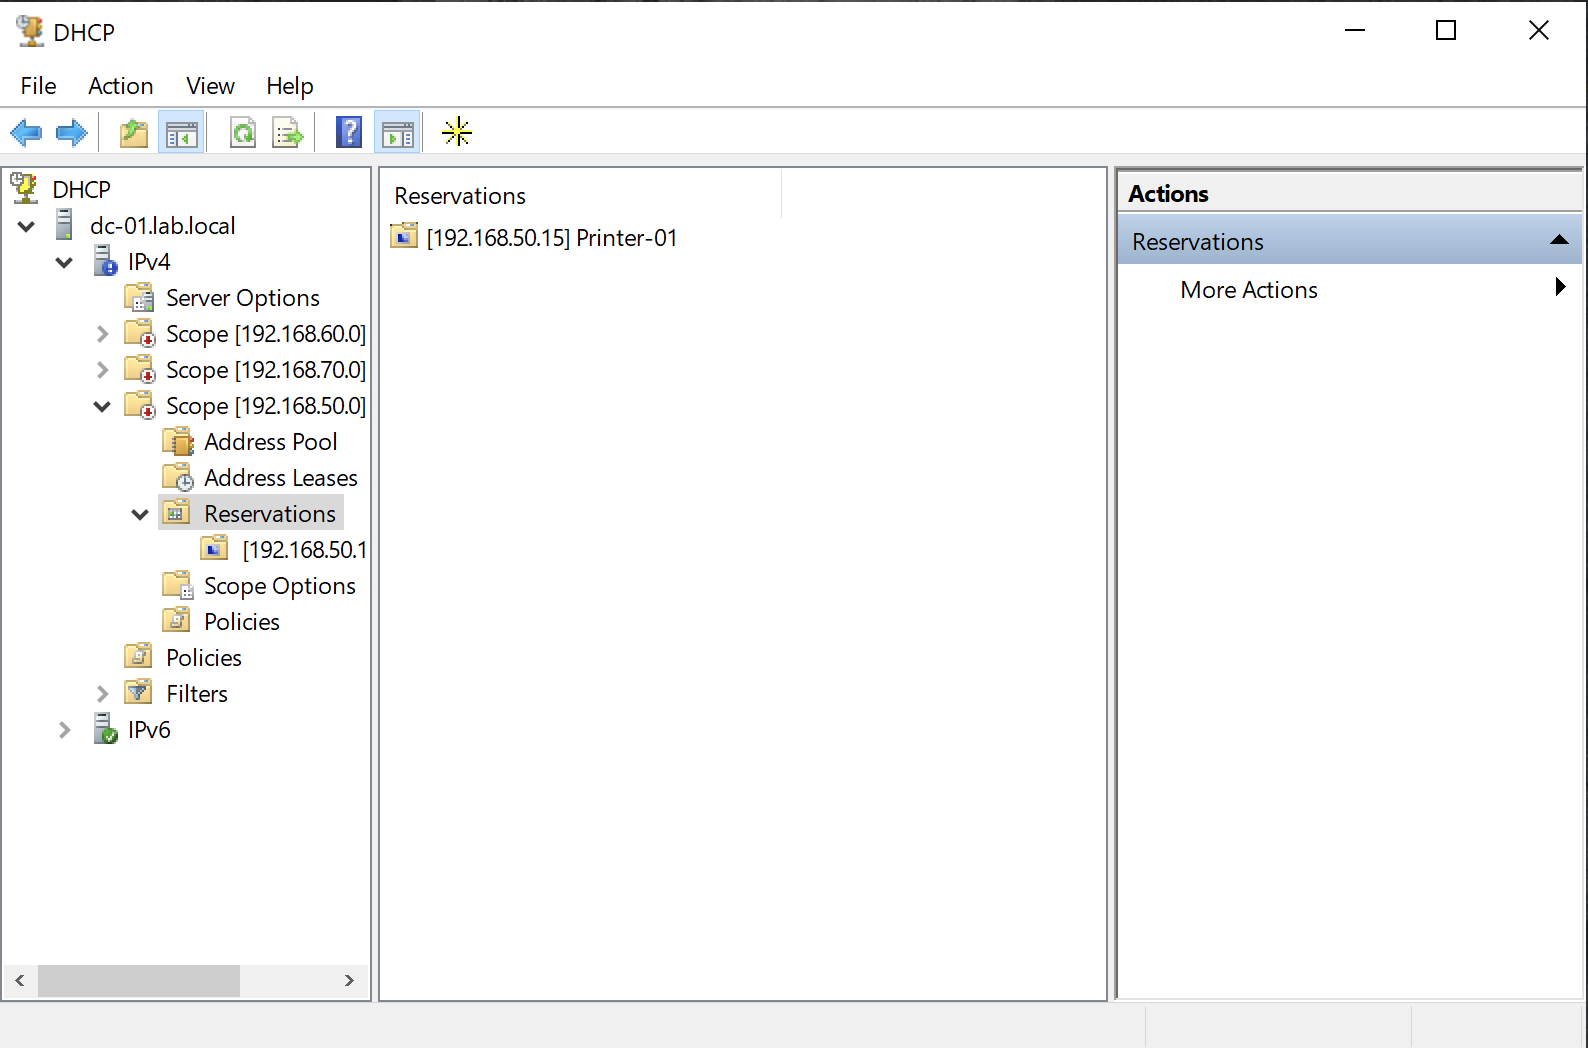 DHCP
File Action View Help
DHCP
dc-01.lab.local
IPv4
Server Options
Scope [192.168.60.0]
Scope [192.168.70.0]
Scope [192.168.50.0]
Address Pool
Address Leases
Reservations
[192.168.50.1
Scope Options
Policies
Policies
Filters
IPv6
Reservations
[192.168.50.15] Printer-01
Actions
Reservations
More Actions